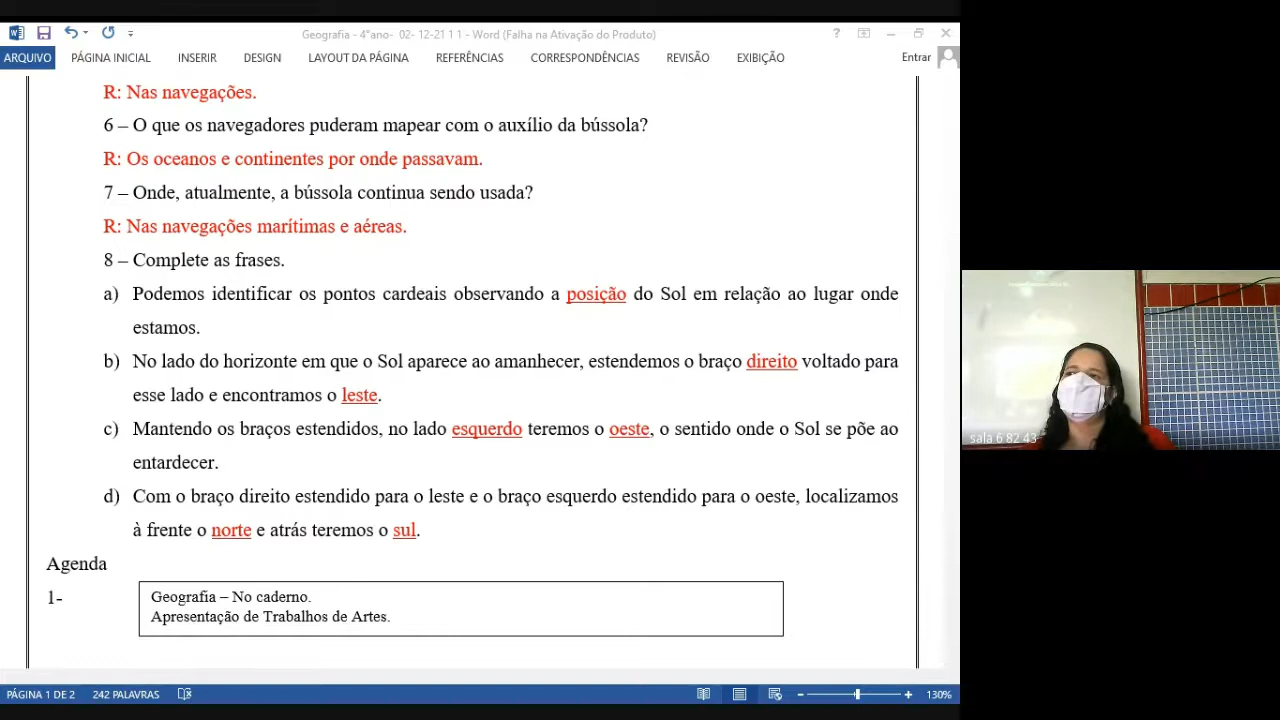 Geografia - 4°ano- 02- 12-21 1 1 - Word (Falha na Ativação do Produto)
?
ARQUIVO PÁGINA INICIAL INSERIR DESIGN LAYOUT DA PÁGINA REFERÊNCIAS CORRESPONDÊNCIAS REVISÃO EXIBIÇÃO Entrar
R: Nas navegações.
6 – O que os navegadores puderam mapear com o auxílio da bússola?
R: Os oceanos e continentes por onde passavam.
7 – Onde, atualmente, a bússola continua sendo usada?
R: Nas navegações marítimas e aéreas.
8 – Complete as frases.
a) Podemos identificar os pontos cardeais observando a posição do Sol em relação ao lugar onde
estamos.
b) No lado do horizonte em que o Sol aparece ao amanhecer, estendemos o braço direito voltado para
esse lado e encontramos o leste.
c) Mantendo os braços estendidos, no lado esquerdo teremos o oeste, o sentido onde o Sol se põe ao
entardecer.
d) Com o braço direito estendido para o leste e o braço esquerdo estendido para o oeste, localizamos
à frente o norte e atrás teremos o sul.
Agenda
1-
Geografia – No caderno.
Apresentação de Trabalhos de Artes.
sala 6 82 43
PÁGINA 1 DE 2 242 PALAVRAS 130%